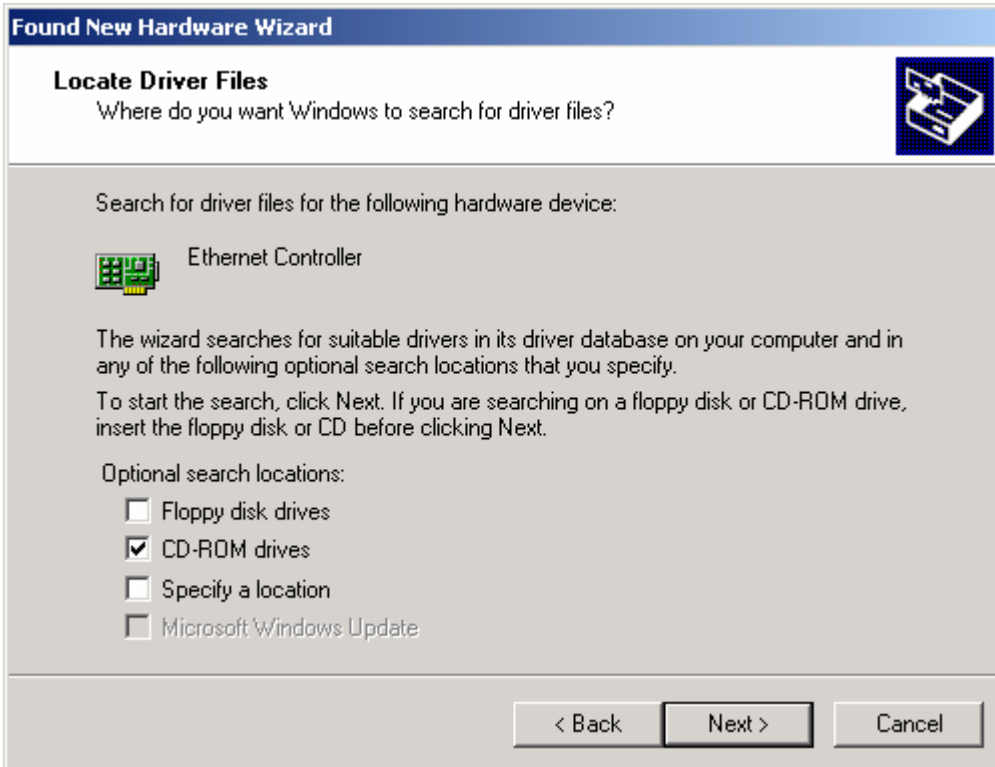 Found New Hardware Wizard
Locate Driver Files
Where do you want Windows to search for driver files?
Search for driver files for the following hardware device:
Ethernet Controller
The wizard searches for suitable drivers in its driver database on your computer and in
any of the following optional search locations that you specify.
To start the search, click Next. If you are searching on a floppy disk or CD-ROM drive,
insert the floppy disk or CD before clicking Next.
Optional search locations:
Floppy disk drives
CD-ROM drives
Specify a location
Microsoft Windows Update
< Back Next > Cancel